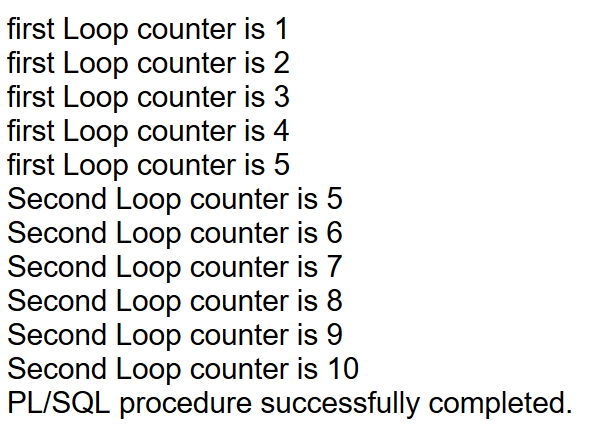 first Loop counter is 1
first Loop counter is 2
first Loop counter is 3
first Loop counter is 4
first Loop counter is 5
Second Loop counter is 5
Second Loop counter is 6
Second Loop counter is 7
Second Loop counter is 8
Second Loop counter is 9
Second Loop counter is 10
PL/SQL procedure successfully completed.